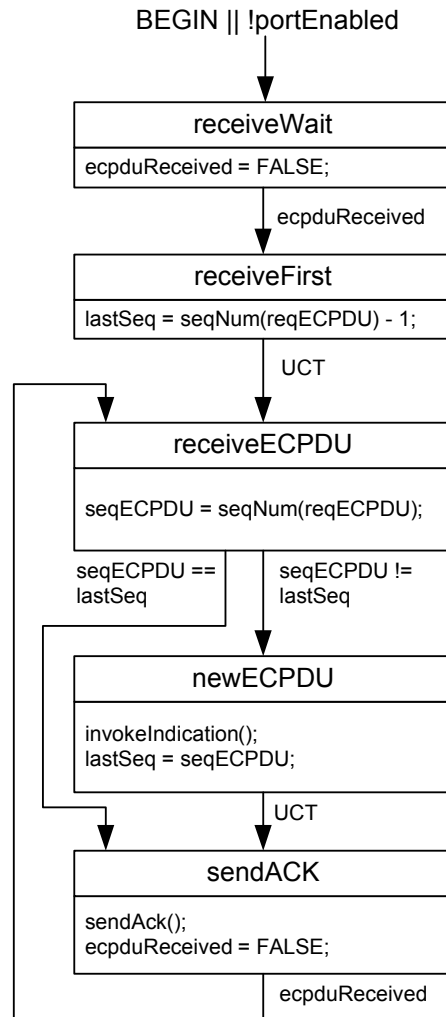 BEGIN || !portEnabled
receiveWait
ecpduReceived = FALSE;
ecpduReceived
receiveFirst
lastSeq = seqNum(reqECPDU) - 1;
UCT
receiveECPDU
seqECPDU = seqNum(reqECPDU);
seqECPDU ==
lastSeq
seqECPDU !=
lastSeq
newECPDU
invokeIndication();
lastSeq = seqECPDU;
UCT
sendACK
sendAck();
ecpduReceived = FALSE;
ecpduReceived